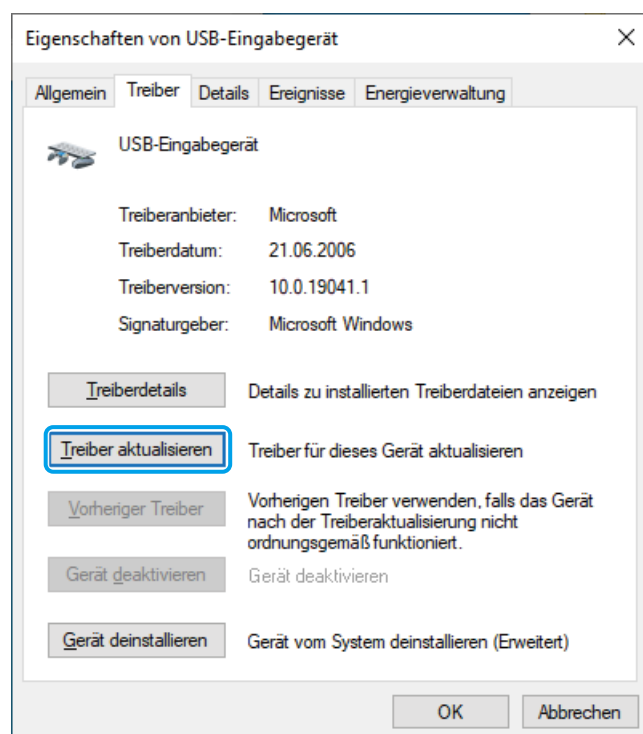 Eigenschaften von USB-Eingabegerät
Allgemein Treiber Details Ereignisse Energieverwaltung
USB-Eingabegerät
Treiberanbieter: Microsoft
Treiberdatum: 21.06.2006
Treiberversion: 10.0.19041.1
Signaturgeber: Microsoft Windows
Treiberdetails Details zu installierten Treiberdateien anzeigen
Treiber aktualisieren Treiber für dieses Gerät aktualisieren
Vorheriger Treiber Vorherigen Treiber verwenden, falls das Gerät
nach der Treiberaktualisierung nicht
ordnungsgemäß funktioniert.
Gerät deaktivieren Gerät deaktivieren
Gerät deinstallieren Gerät vom System deinstallieren (Erweitert)
OK Abbrechen